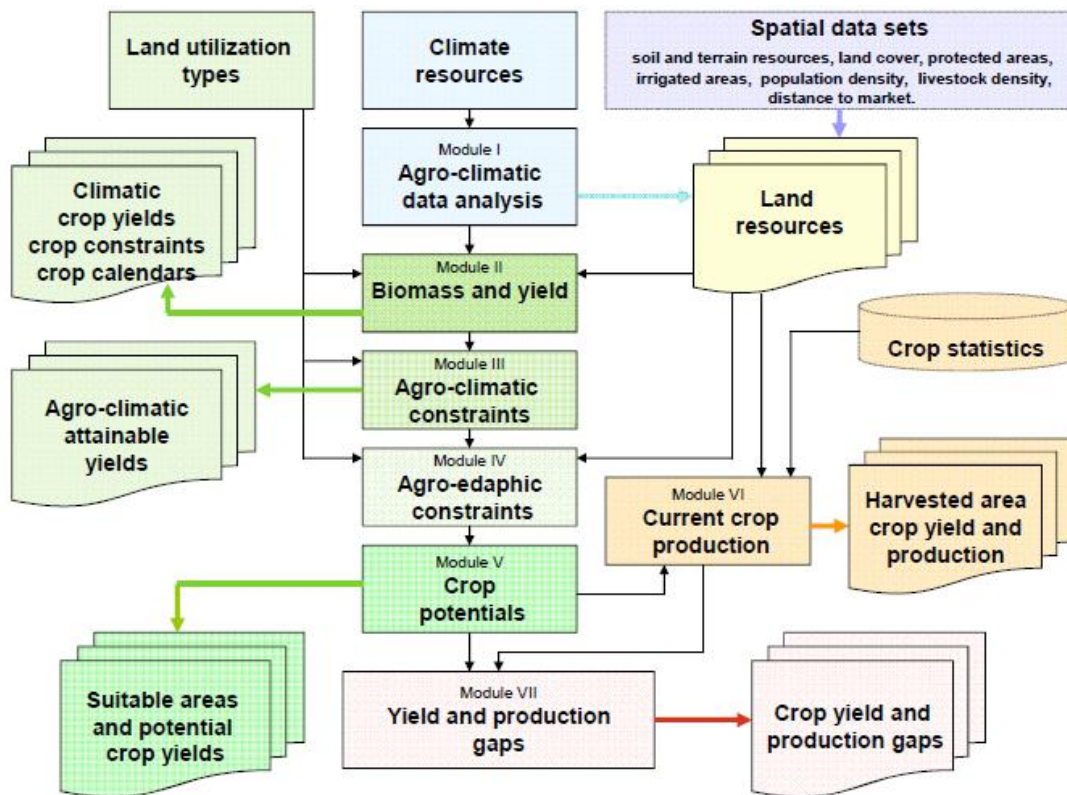 Land utilization
types
Climate
resources
Spatial data sets
soil and terrain resources, land cover, protected areas,
irrigated areas, population density, livestock density,
distance to market.
Module I
Agro-climatic
data analysis
Climatic
crop yields
crop constraints
crop calendars
Land
resources
Module II
Biomass and yield
Crop statistics
Module III
Agro-climatic
constraints
Agro-climatic
attainable
yields
Module IV
Agro-edaphic
constraints
Module VI
Current crop
production
Harvested area
crop yield and
production
Module V
Crop
potentials
Suitable areas
and potential
crop yields
Module VII
Yield and production
gaps
Crop yield and
production gaps